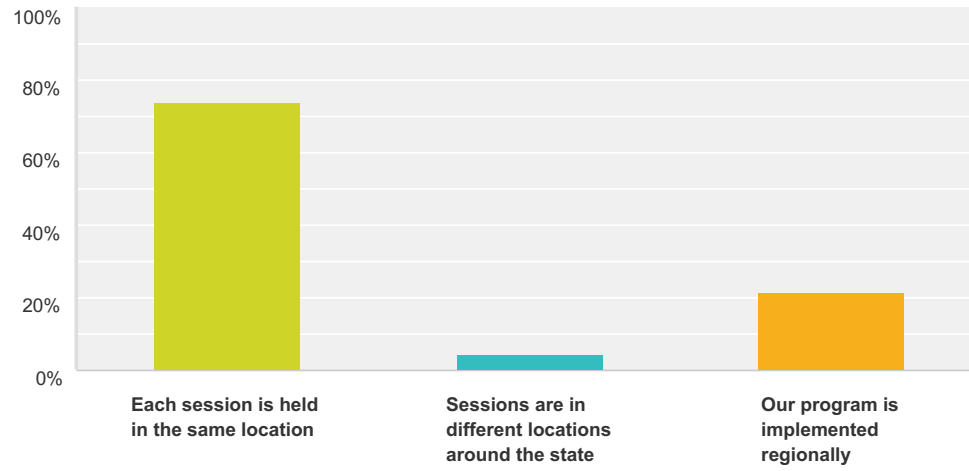 100%
80%
60%
40%
20%
0%
Each session is held
in the same location
Sessions are in
different locations
around the state
Our program is
implemented
regionally